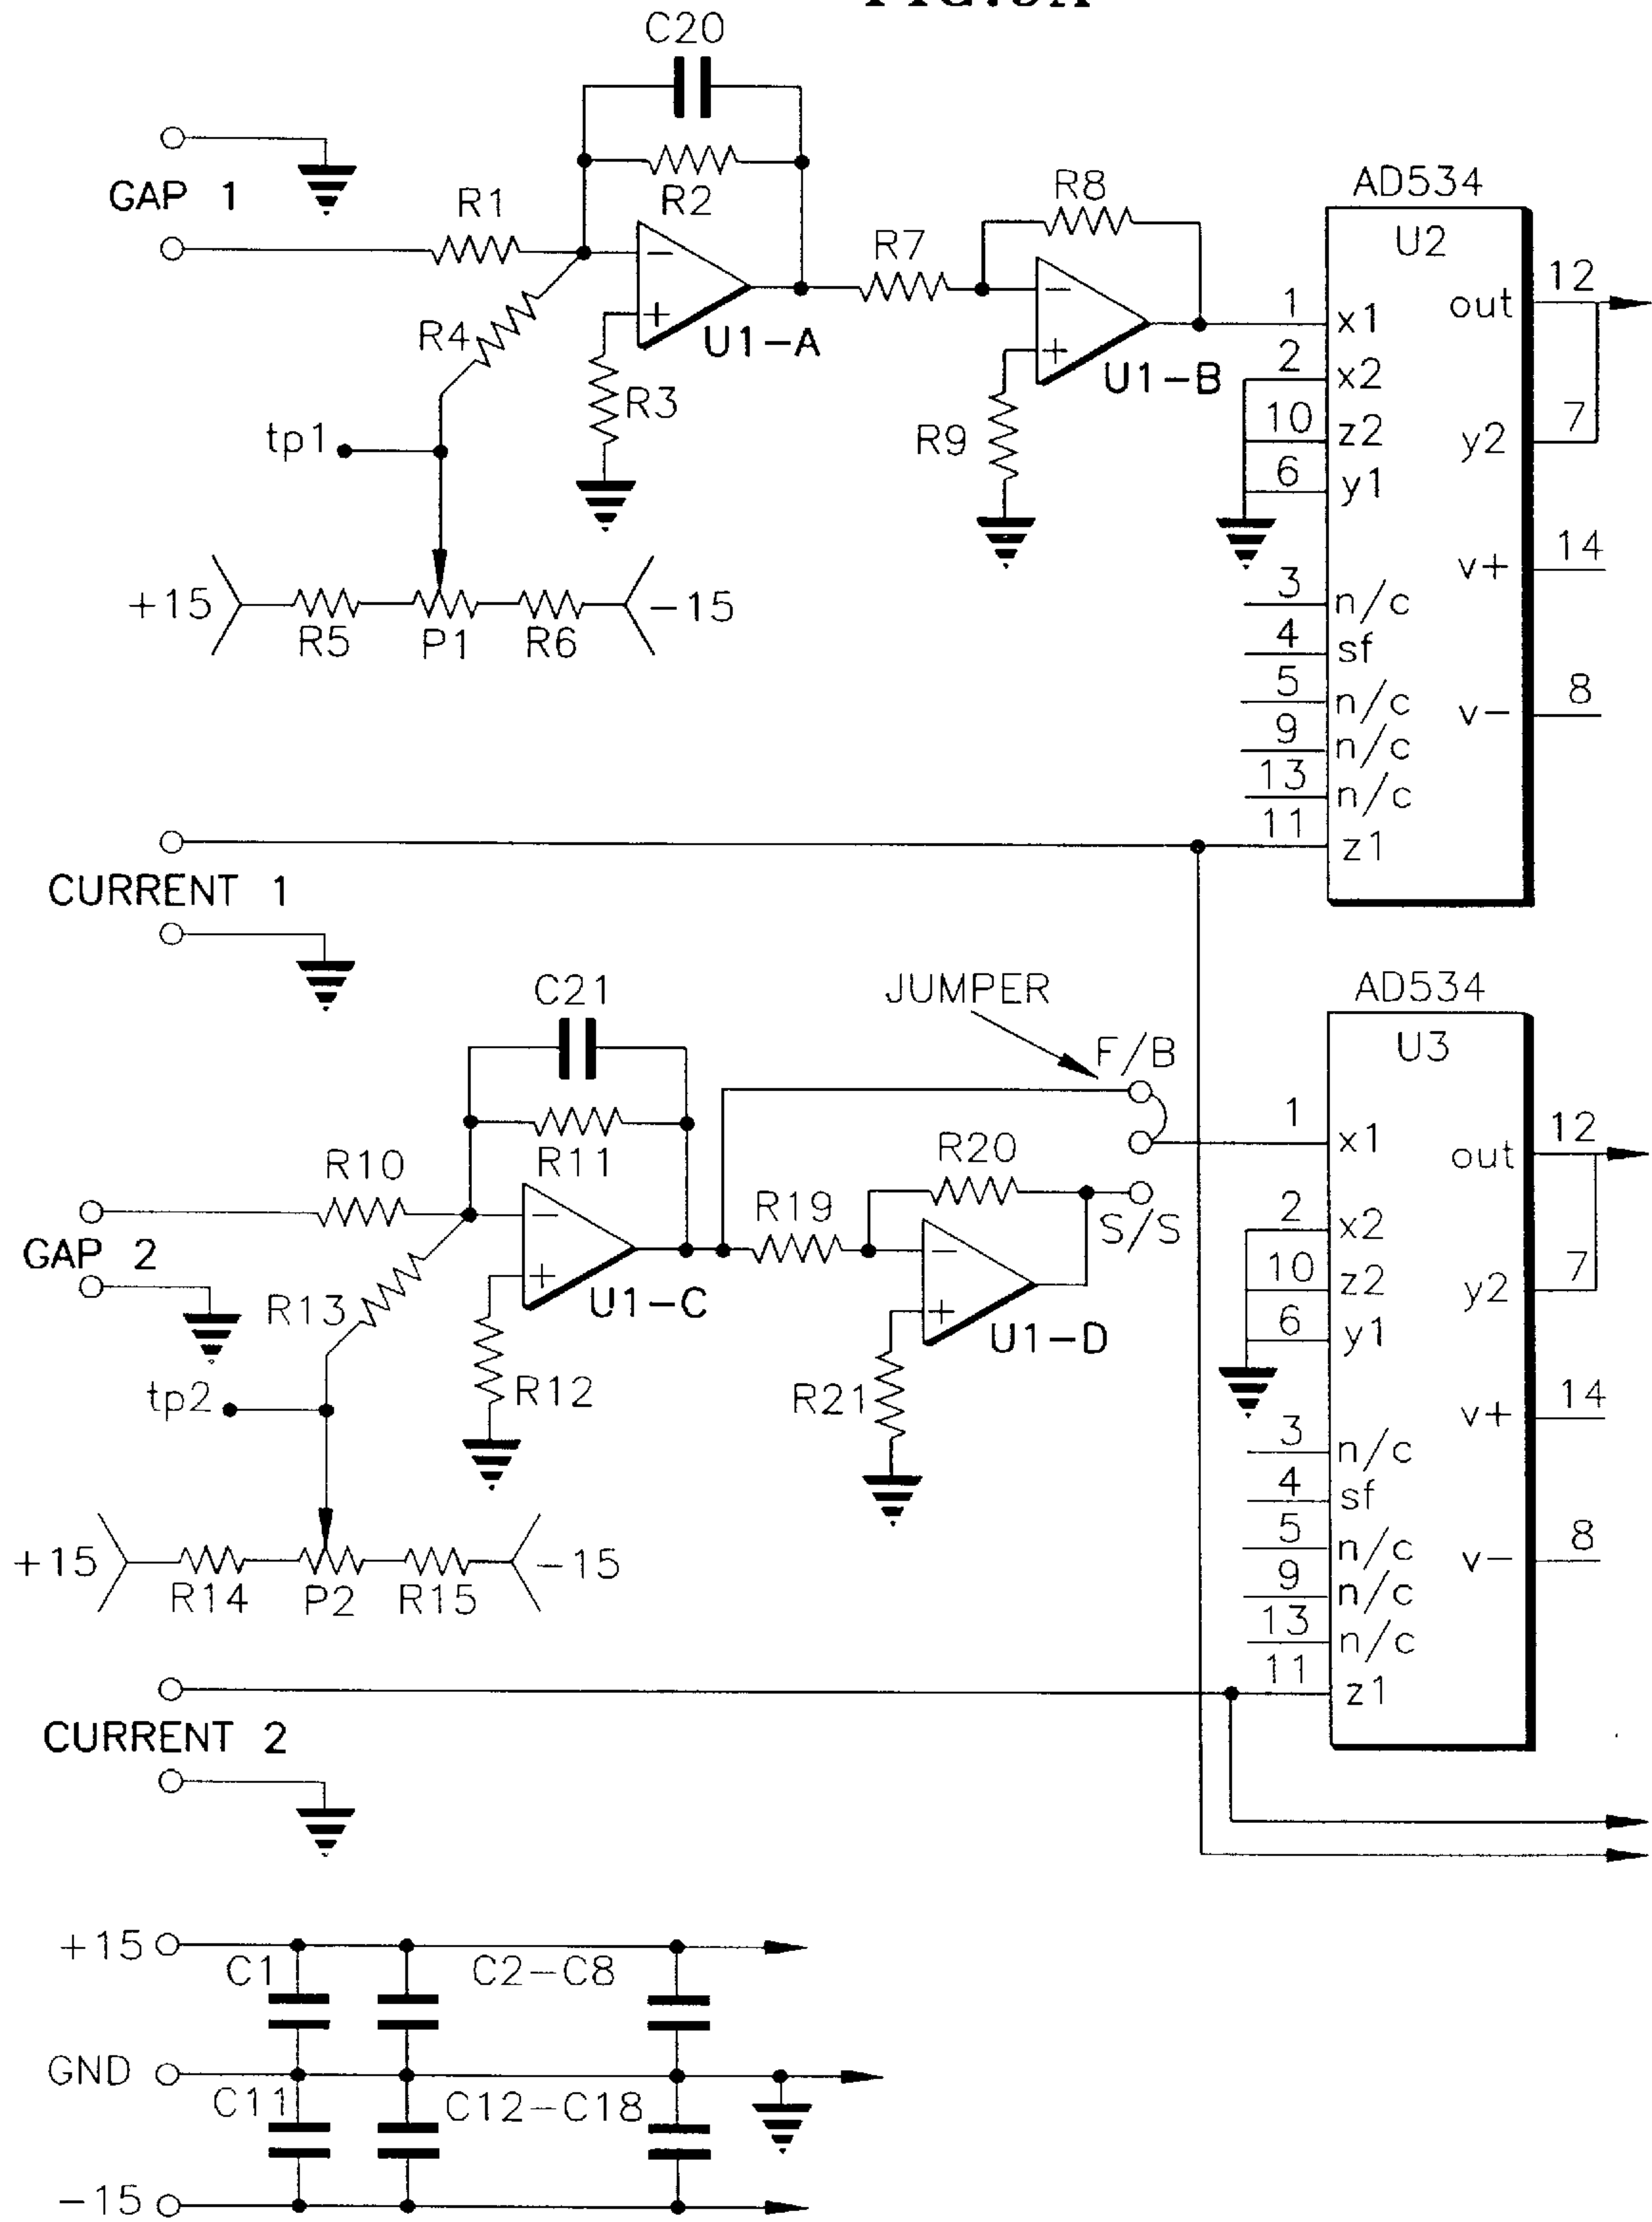 C20
GAP 1
R1
R2
R4
R3
U1-A
tp1
+15
R5
P1
R6
-15
R7
R8
R9
U1-B
AD534
U2
1 x1
2 x2
10 z2
6 y1
3 n/c
4 sf
5 n/c
9 n/c
13 n/c
11 z1
out 12
y2 7
v+ 14
v- 8
CURRENT 1
C21
JUMPER
F/B
S/S
R10
R11
GAP 2
R13
R12
U1-C
tp2
+15
R14
P2
R15
-15
R19
R20
R21
U1-D
AD534
U3
1 x1
2 x2
10 z2
6 y1
3 n/c
4 sf
5 n/c
9 n/c
13 n/c
11 z1
out 12
y2 7
v+ 14
v- 8
CURRENT 2
+15
C1
C2-C8
GND
C11
C12-C18
-15